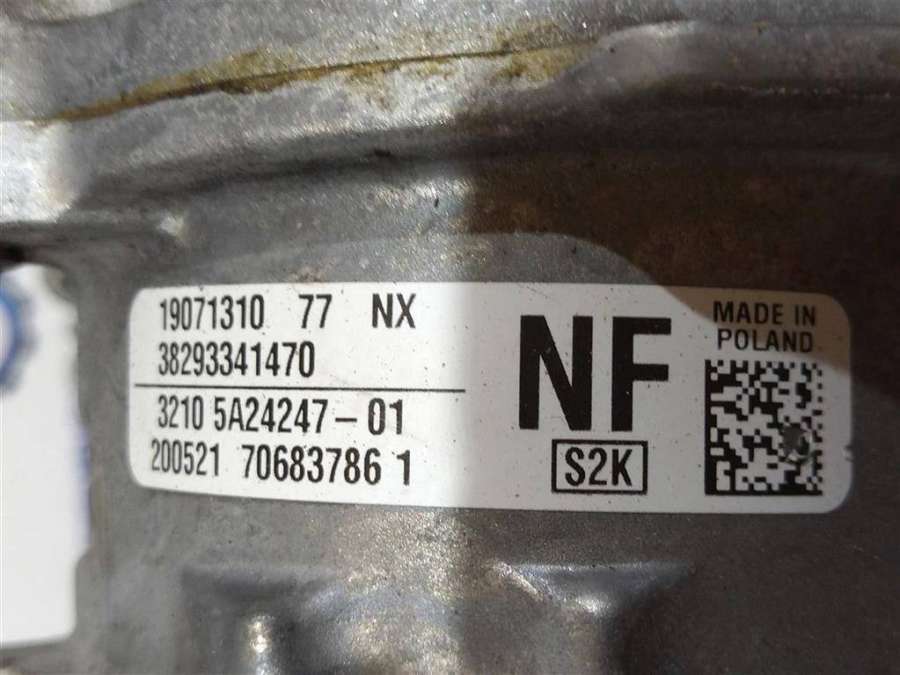 19071310 77 NX
38293341470
3210 5A24247-01
200521 70683786 1
NF
S2K
MADE IN
POLAND